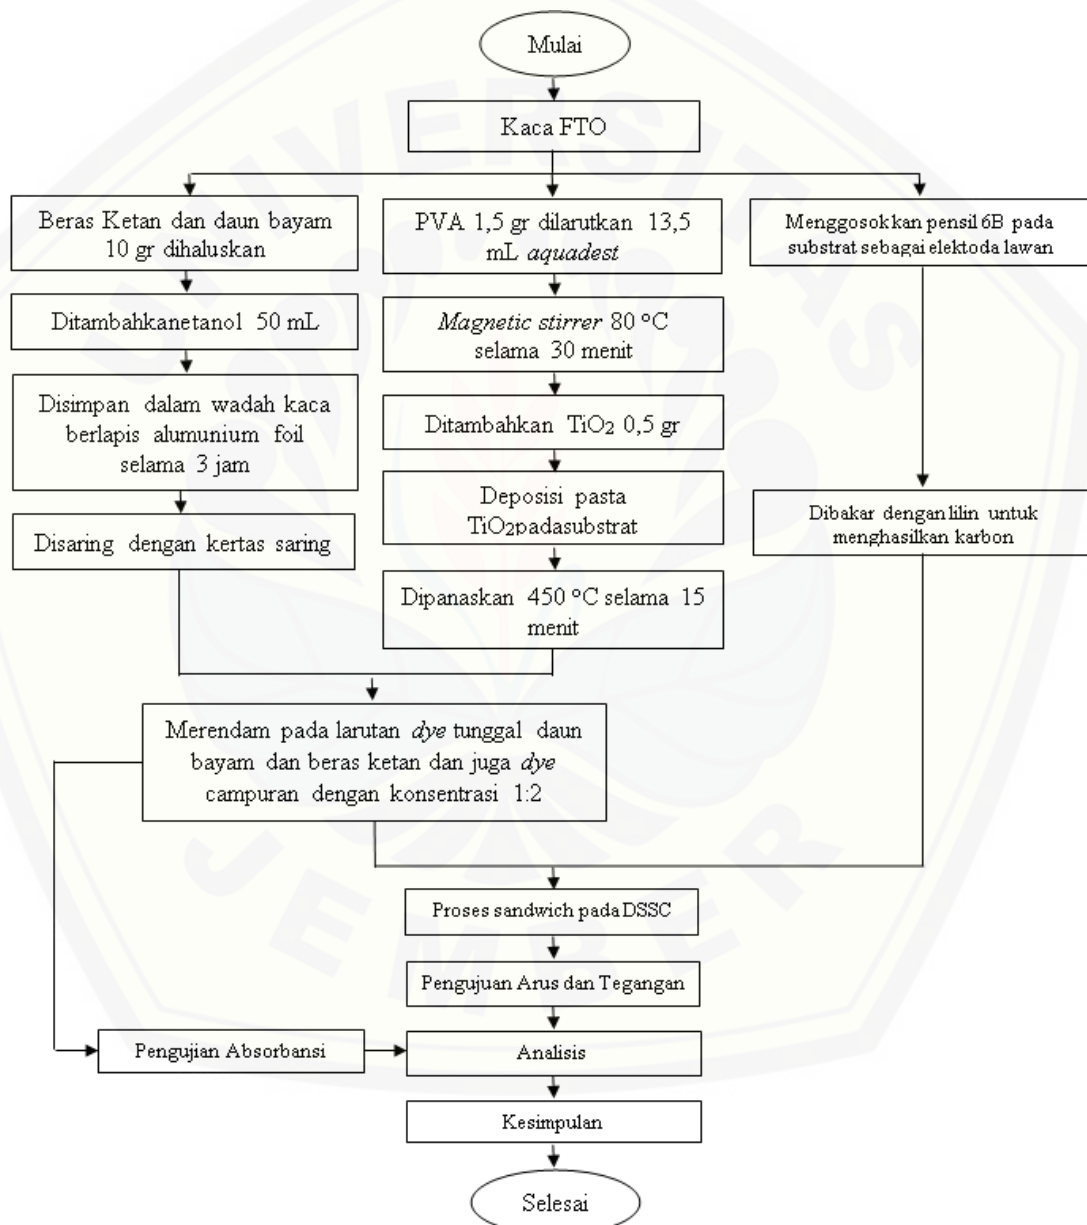 Mulai
Kaca FTO
Beras Ketan dan daun bayam
10 gr dihaluskan
Ditambahkanetanol 50 mL
Disimpan dalam wadah kaca
berlapis alumunium foil
selama 3 jam
Disaring dengan kertas saring
PVA 1,5 gr dilarutkan 13,5
mL aquadest
Magnetic stirrer 80 °C
selama 30 menit
Ditambahkan TiO₂ 0,5 gr
Deposisi pasta
TiO₂padasubstrat
Dipanaskan 450 °C selama 15
menit
Menggosokkan pensil 6B pada
substrat sebagai elektoda lawan
Dibakar dengan lilin untuk
menghasilkan karbon
Merendam pada larutan dye tunggal daun
bayam dan beras ketan dan juga dye
campuran dengan konsentrasi 1:2
Proses sandwich pada DSSC
Pengujuan Arus dan Tegangan
Pengujian Absorbansi
Analisis
Kesimpulan
Selesai
UNIVERSITAS
JEMBER